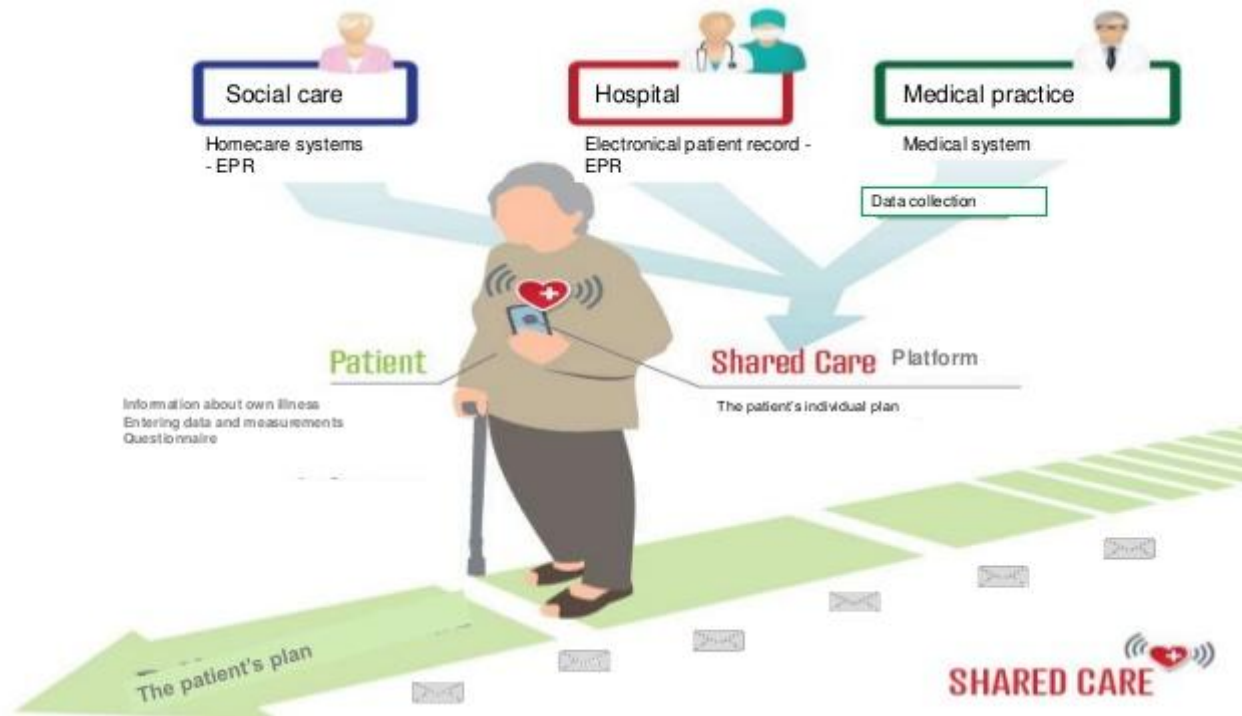 Social care
Hospital
Medical practice
Homecare systems
- EPR
Electronical patient record -
EPR
Medical system
Data collection
Patient
Shared Care Platform
Information about own illness
Entering data and measurements
Questionnaire
The patient's individual plan
The patient's plan
SHARED CARE